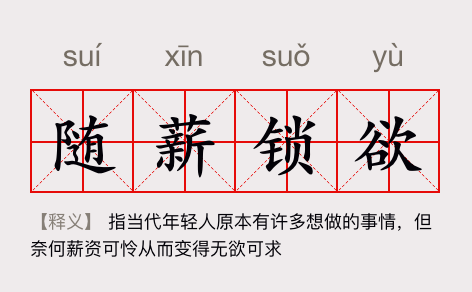 suí xīn suǒ yù
随薪锁欲
【释义】 指当代年轻人原本有许多想做的事情，但
奈何薪资可怜从而变得无欲可求